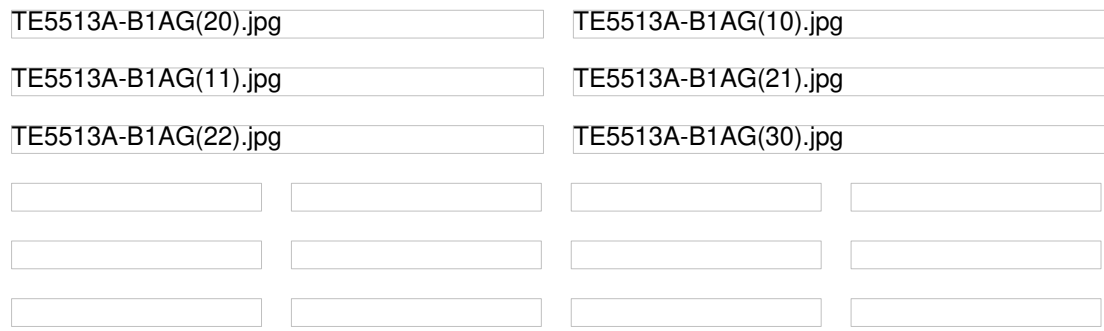 TE5513A-B1AG(20).jpg
TE5513A-B1AG(10).jpg
TE5513A-B1AG(11).jpg
TE5513A-B1AG(21).jpg
TE5513A-B1AG(22).jpg
TE5513A-B1AG(30).jpg